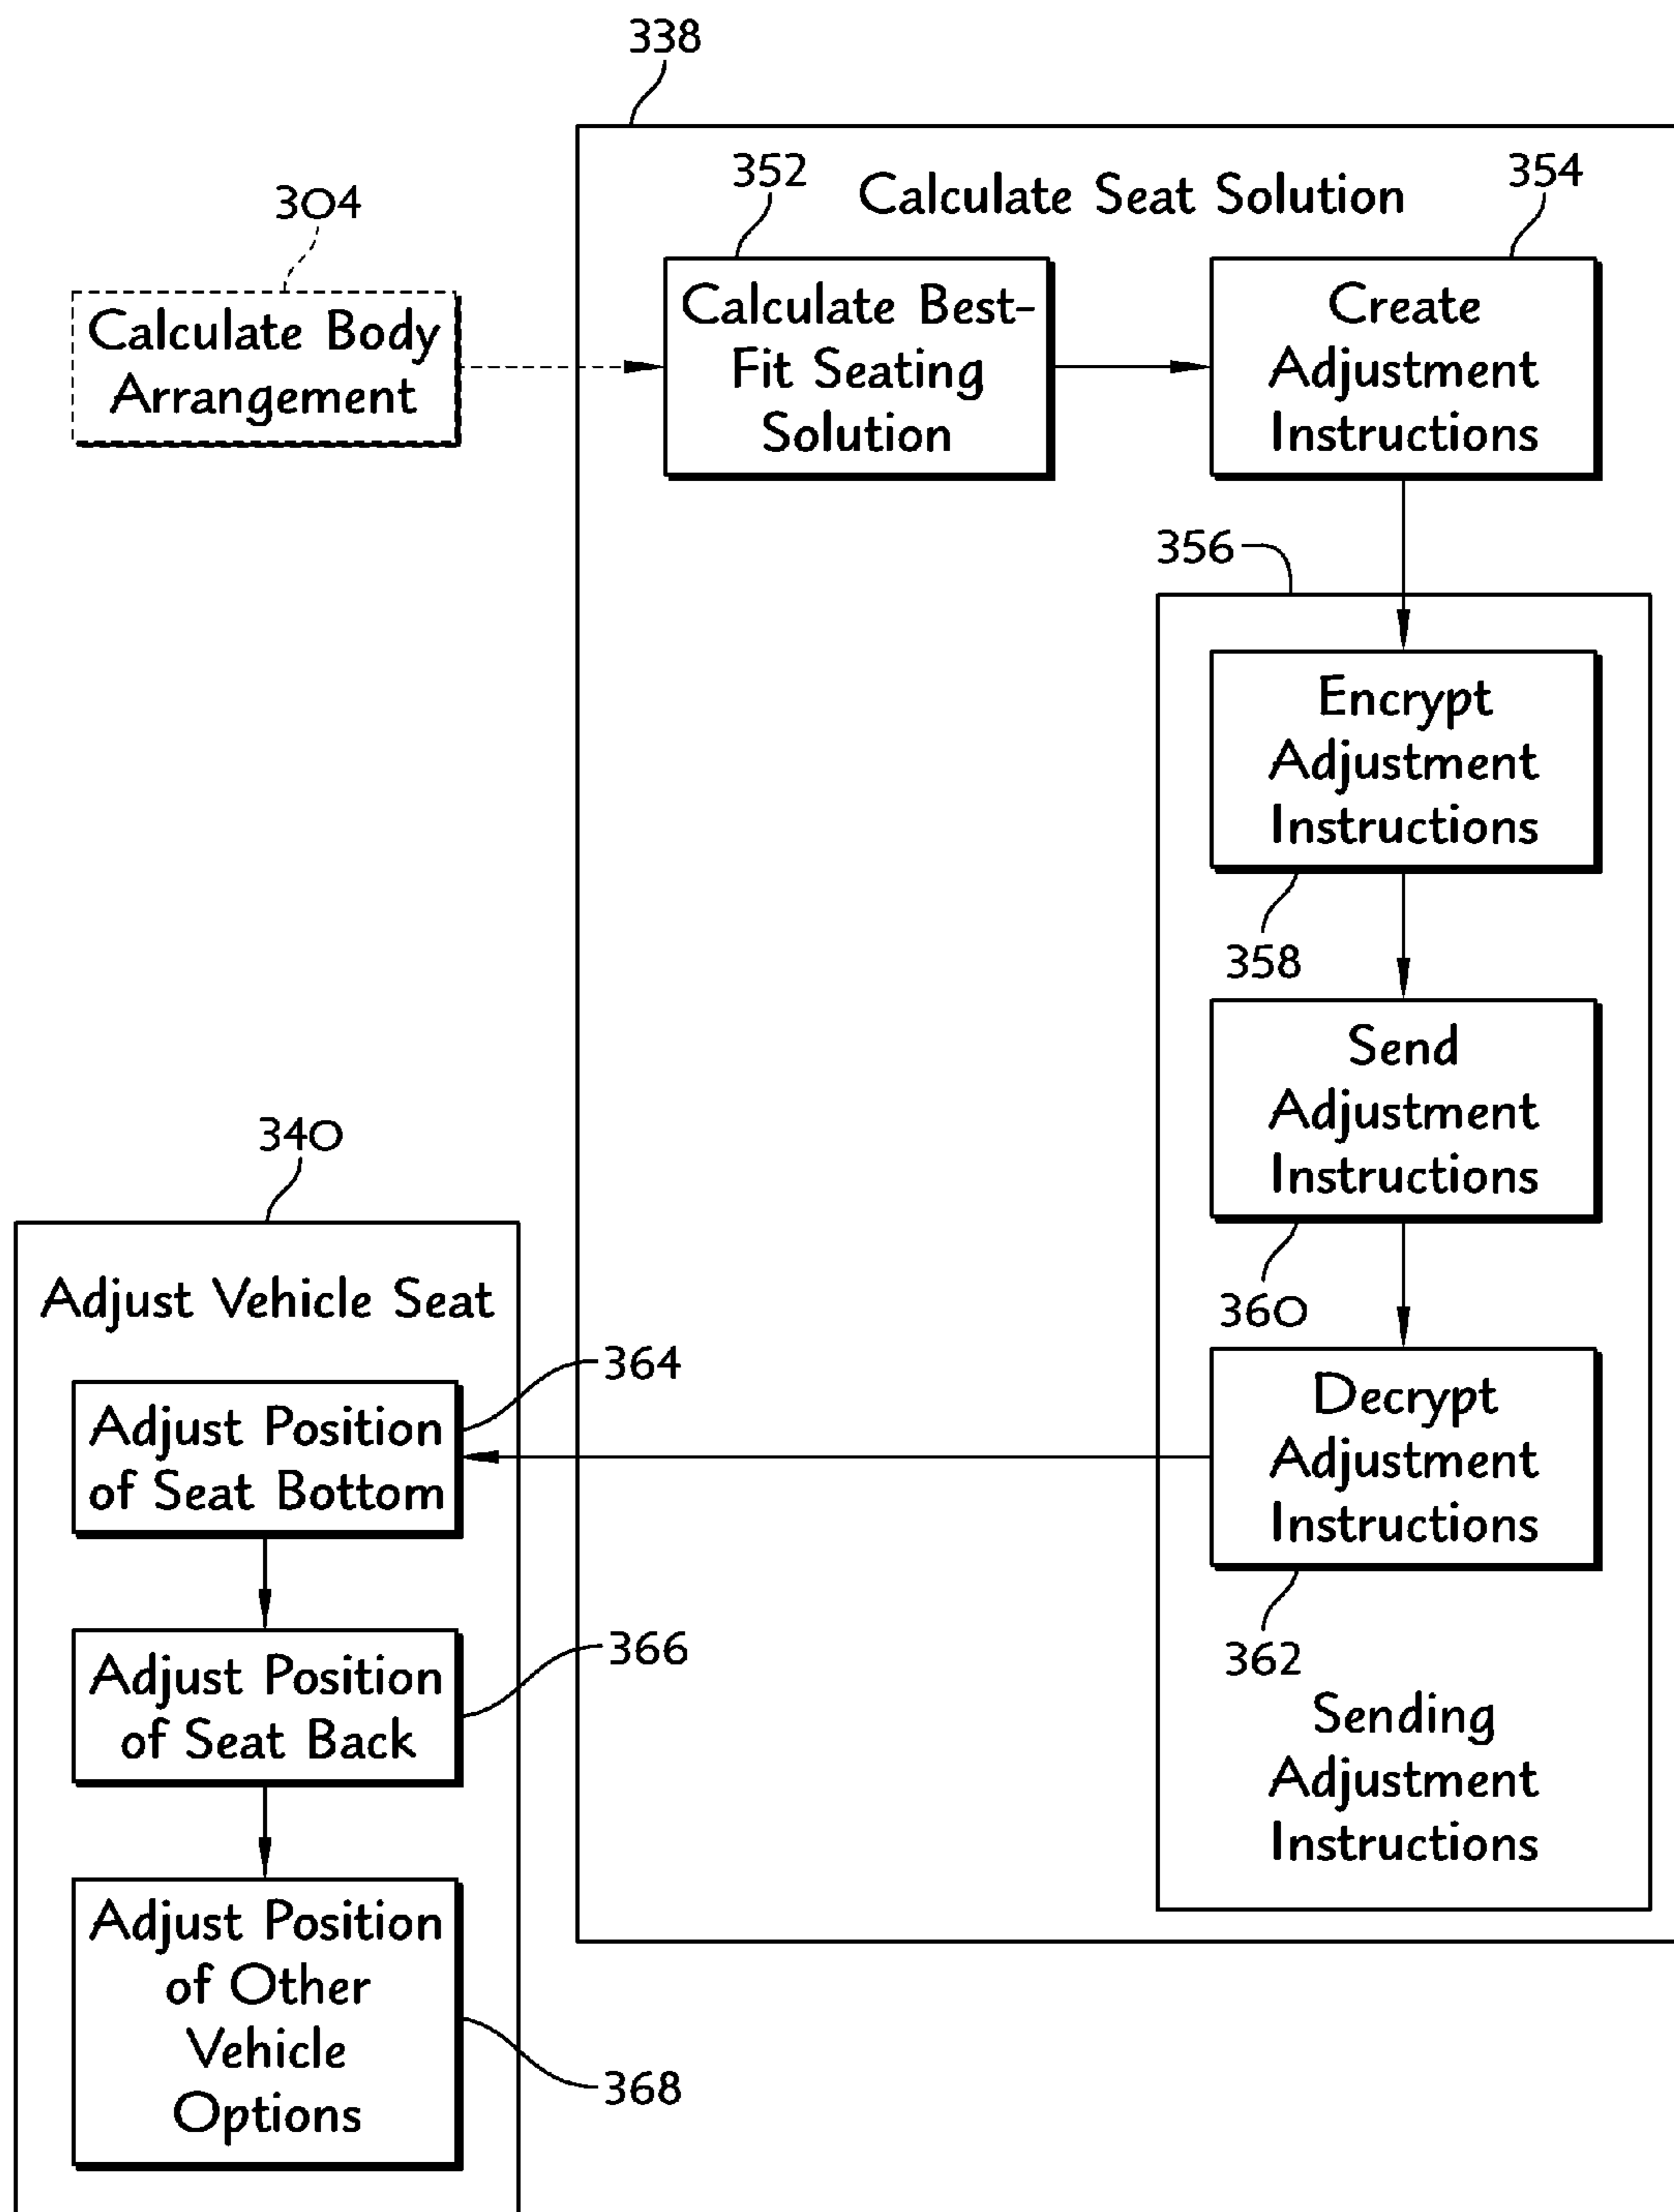 338
352
Calculate Seat Solution
354
304
Calculate Body
Arrangement
Calculate Best-
Fit Seating
Solution
Create
Adjustment
Instructions
356
Encrypt
Adjustment
Instructions
358
Send
Adjustment
Instructions
360
340
Adjust Vehicle Seat
364
Adjust Position
of Seat Bottom
Decrypt
Adjustment
Instructions
362
366
Adjust Position
of Seat Back
Sending
Adjustment
Instructions
Adjust Position
of Other
Vehicle
Options
368